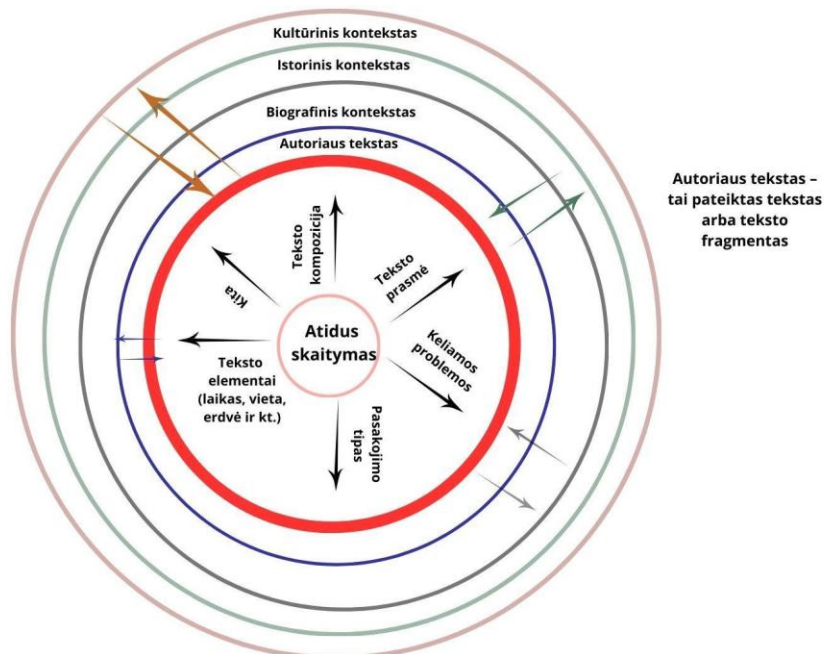 Kultūrinis kontekstas
Istorinis kontekstas
Biografinis kontekstas
Autoriaus tekstas
Teksto
kompozicija
Teksto
prasmė
Kita
Atidus
skaitymas
Keliamos
problemos
Teksto
elementai
(laikas, vieta,
erdvė ir kt.)
Pasakojimo
tipas
Autoriaus tekstas –
tai pateiktas tekstas
arba teksto
fragmentas